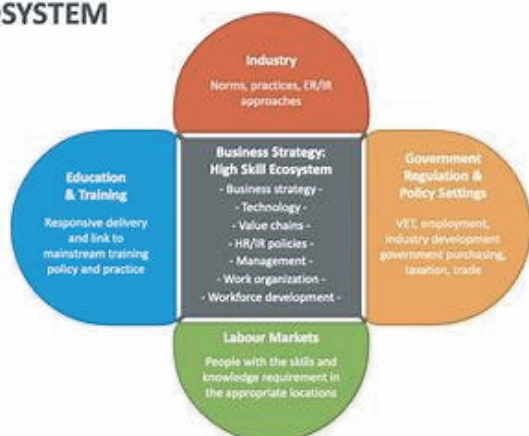 SYSTEM
Industry
Norms, practices, ER/IR
approaches
Education
& Training
Responsive delivery
and link to
mainstream training
policy and practice
Business Strategy:
High Skill Ecosystem
- Business strategy -
- Technology -
- Value chains -
- HR/IR policies -
- Management -
- Work organization -
- Workforce development -
Government
Regulation &
Policy Settings
VET, employment,
industry development
government purchasing,
taxation, trade
Labour Markets
People with the skills and
knowledge requirement in
the appropriate locations